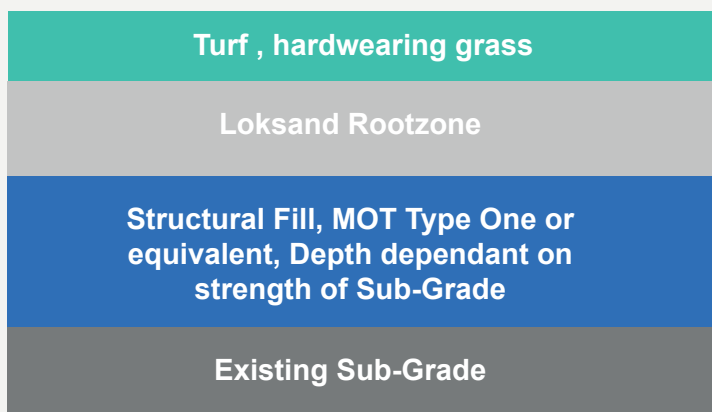 Turf , hardwearing grass
Loksand Rootzone
Structural Fill, MOT Type One or
equivalent, Depth dependant on
strength of Sub-Grade
Existing Sub-Grade